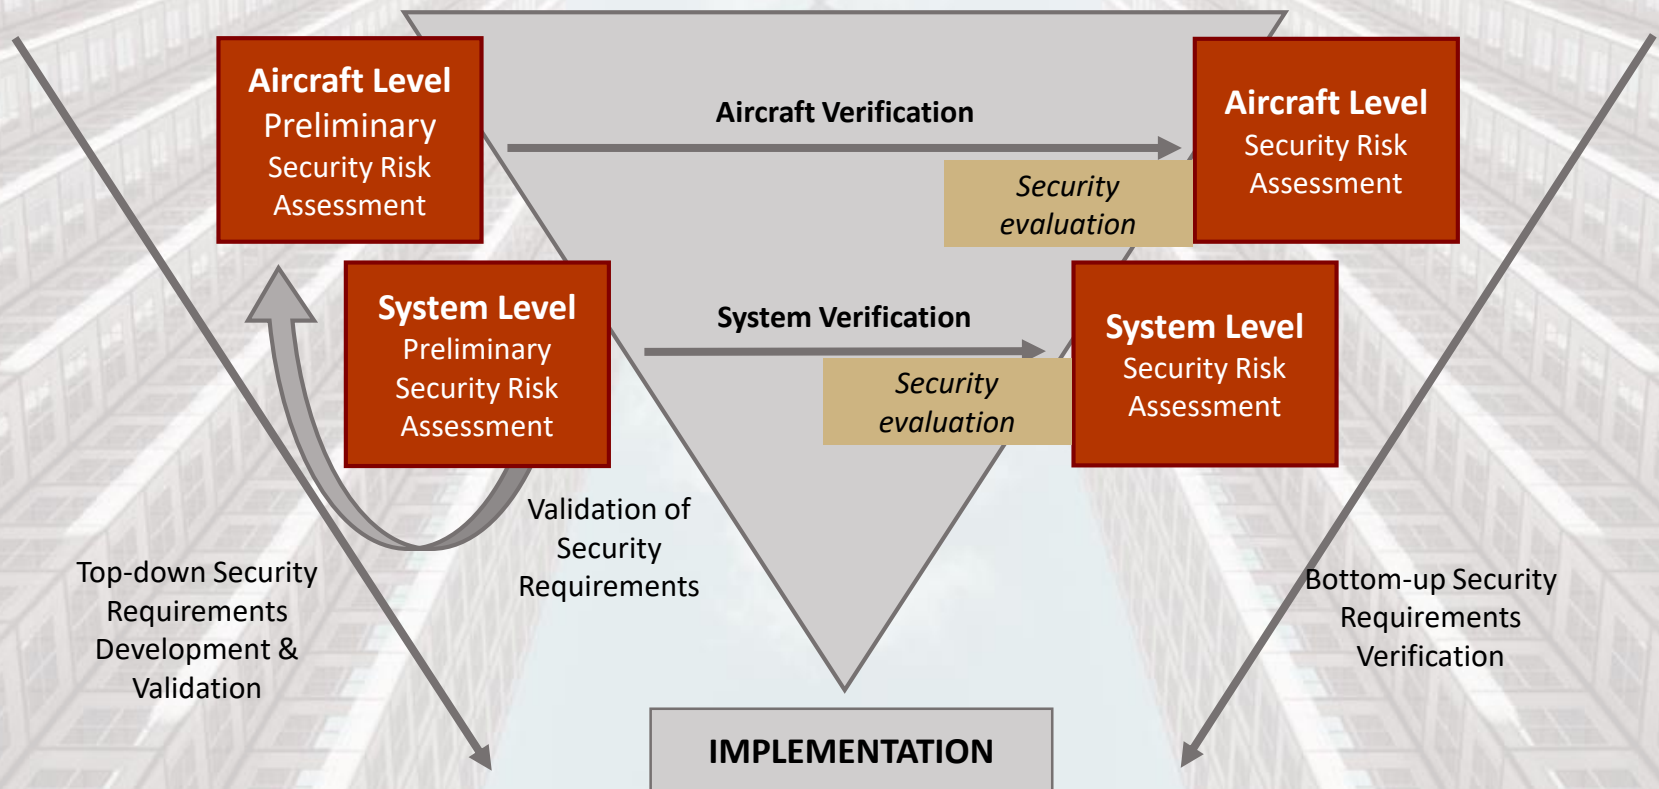 Aircraft Level
Preliminary
Security Risk
Assessment
Aircraft Verification
Security
evaluation
Aircraft Level
Security Risk
Assessment
System Level
Preliminary
Security Risk
Assessment
System Verification
Security
evaluation
System Level
Security Risk
Assessment
Validation of
Security
Requirements
Top-down Security
Requirements
Development &
Validation
Bottom-up Security
Requirements
Verification
IMPLEMENTATION